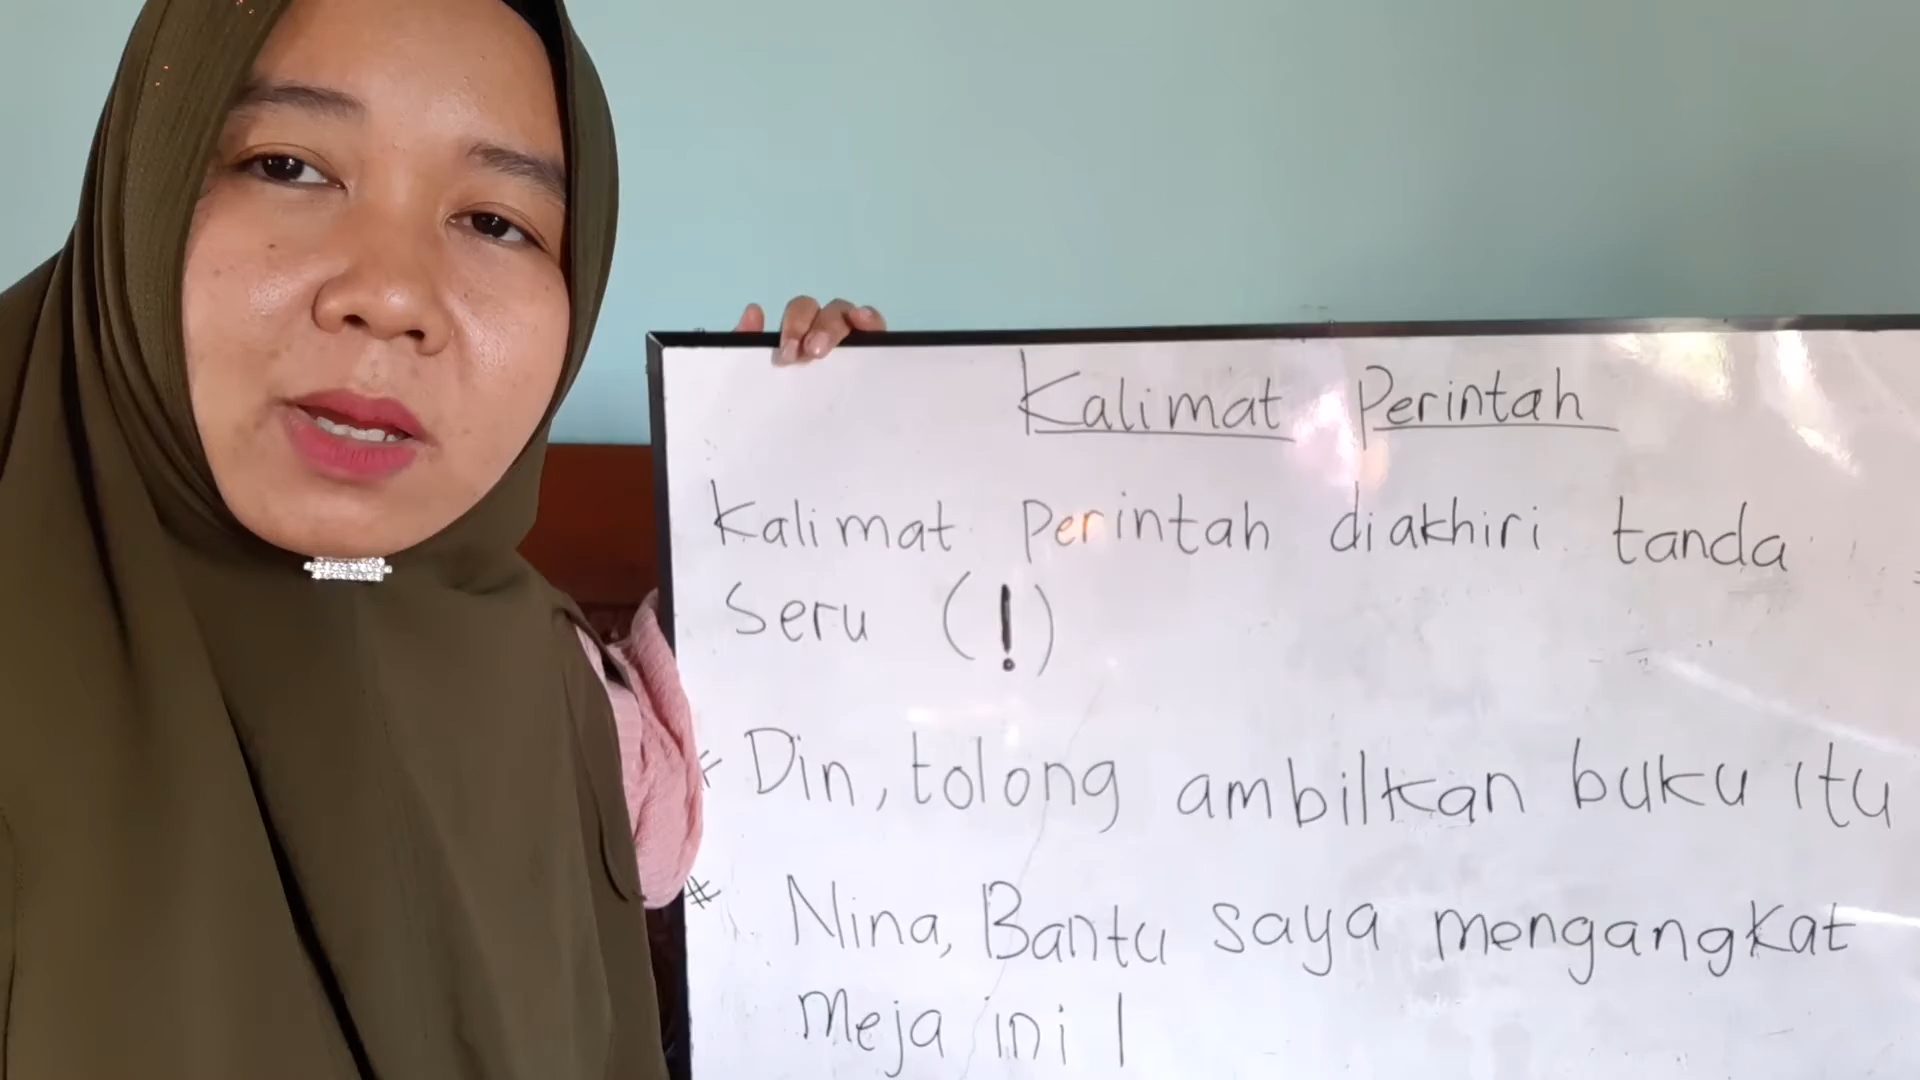 Kalimat Perintah
Kalimat Perintah diakhiri tanda
Seru (!)
* Din, tolong ambilkan buku itu
* Nina, Bantu saya mengangkat
Meja ini !